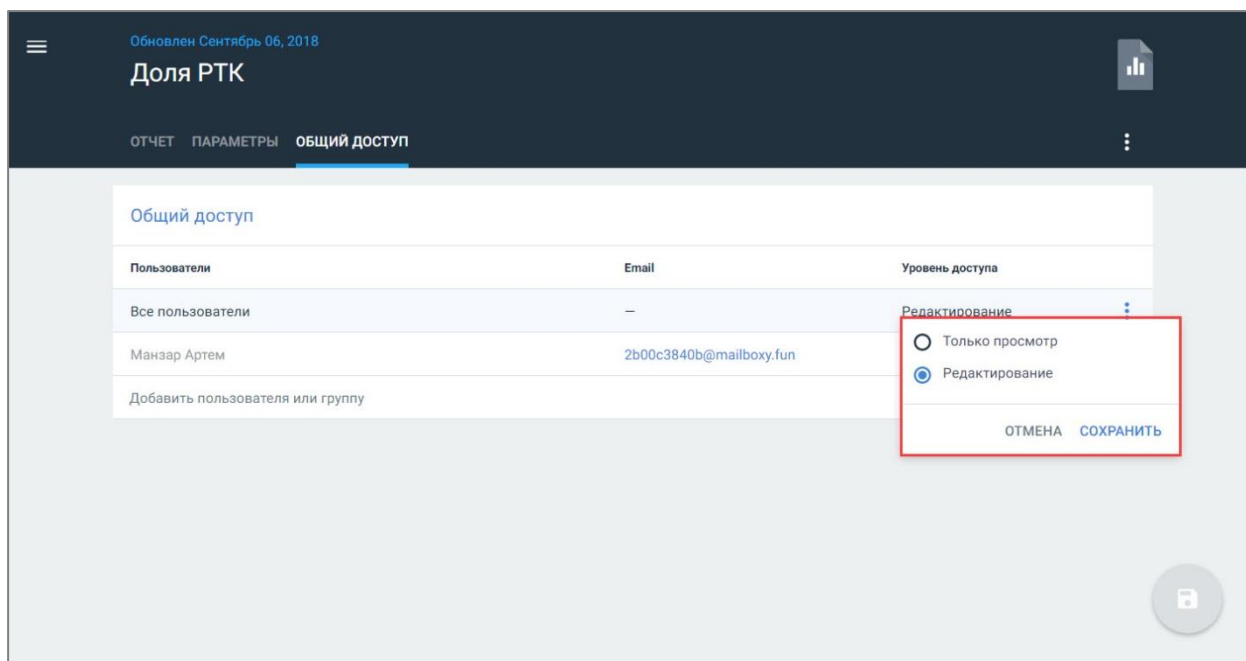 Обновлен Сентябрь 06, 2018
Доля РТК
ОТЧЕТ ПАРАМЕТРЫ ОБЩИЙ ДОСТУП
Общий доступ
Пользователи Email Уровень доступа
Все пользователи — Редактирование
Манзар Артем 2b00c3840b@mailboxy.fun
Добавить пользователя или группу
Только просмотр
Редактирование
ОТМЕНА СОХРАНИТЬ